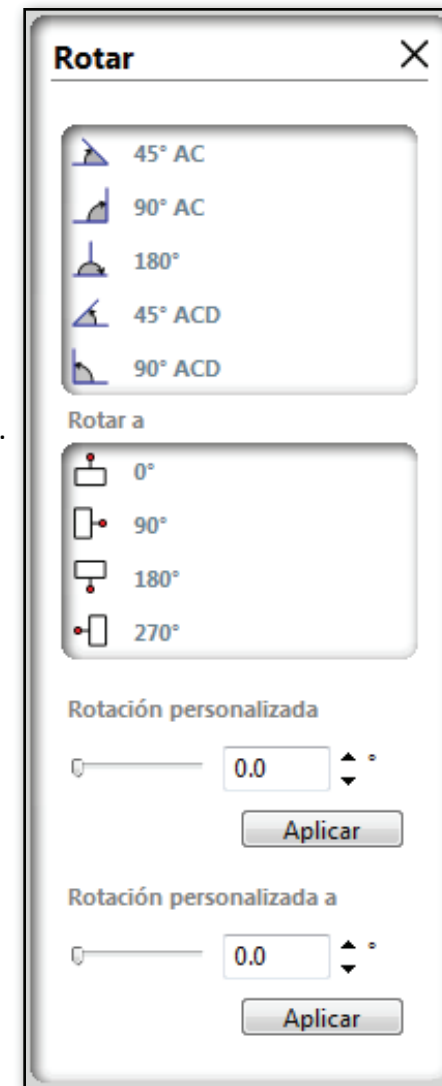 Rotar
45° AC
90° AC
180°
45° ACD
90° ACD
Rotar a
.
0°
90°
180°
270°
Rotación personalizada
0.0 °
Aplicar
Rotación personalizada a
0.0 °
Aplicar